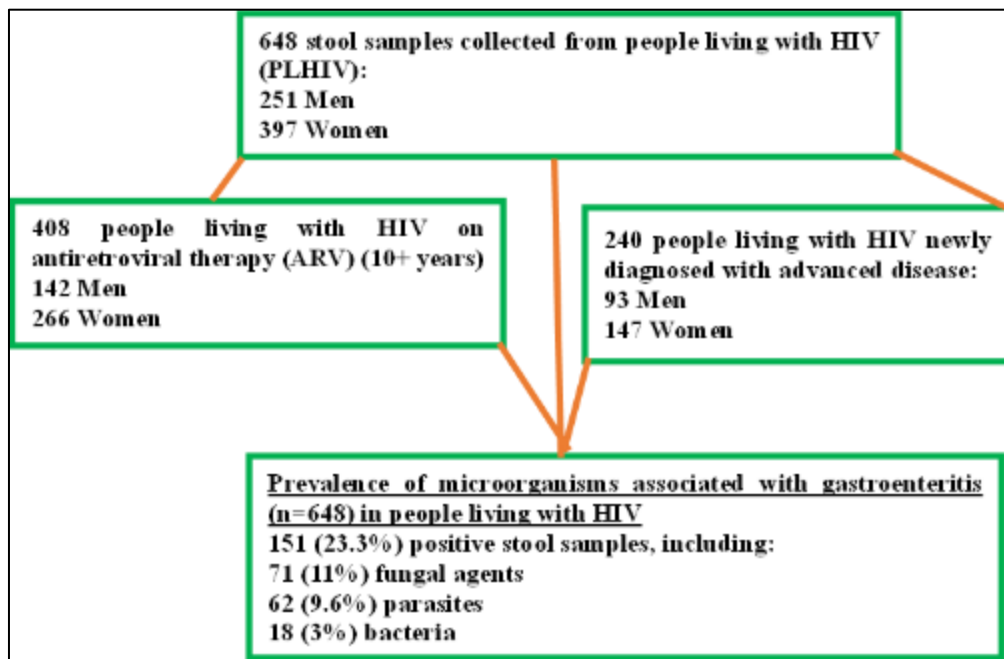 648 stool samples collected from people living with HIV
(PLHIV):
251 Men
397 Women
408 people living with HIV on
antiretroviral therapy (ARV) (10+ years)
142 Men
266 Women
240 people living with HIV newly
diagnosed with advanced disease:
93 Men
147 Women
Prevalence of microorganisms associated with gastroenteritis
(n=648) in people living with HIV
151 (23.3%) positive stool samples, including:
71 (11%) fungal agents
62 (9.6%) parasites
18 (3%) bacteria